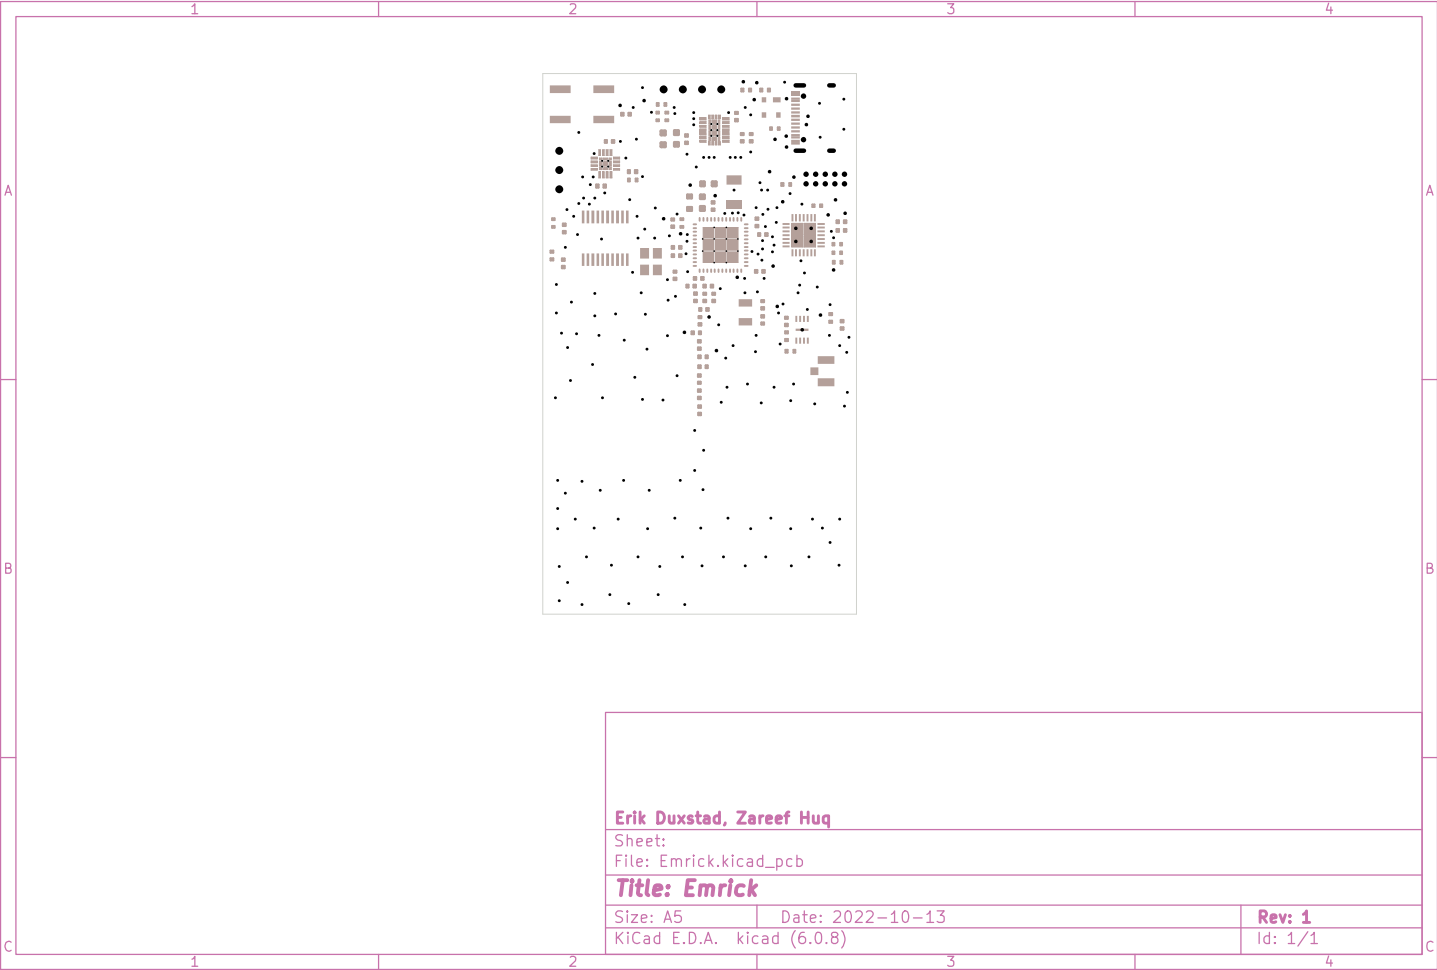 1 2 3 4
A A
B B
C C
Erik Duxstad, Zareef Huq
Sheet:
File: Emrick.kicad_pcb
Title: Emrick
Size: A5 Date: 2022-10-13 Rev: 1
KiCad E.D.A. kicad (6.0.8) Id: 1/1
1 2 3 4